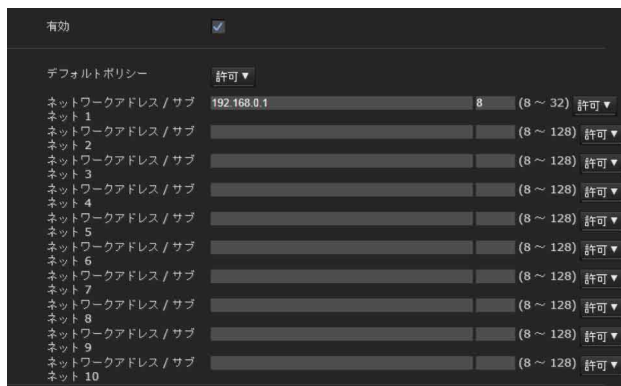 有効
デフォルトポリシー 許可▼
ネットワークアドレス / サブ 192.168.0.1 8 (8 ~ 32) 許可▼
ネット 1
ネットワークアドレス / サブ (8 ~ 128) 許可▼
ネット 2
ネットワークアドレス / サブ (8 ~ 128) 許可▼
ネット 3
ネットワークアドレス / サブ (8 ~ 128) 許可▼
ネット 4
ネットワークアドレス / サブ (8 ~ 128) 許可▼
ネット 5
ネットワークアドレス / サブ (8 ~ 128) 許可▼
ネット 6
ネットワークアドレス / サブ (8 ~ 128) 許可▼
ネット 7
ネットワークアドレス / サブ (8 ~ 128) 許可▼
ネット 8
ネットワークアドレス / サブ (8 ~ 128) 許可▼
ネット 9
ネットワークアドレス / サブ (8 ~ 128) 許可▼
ネット 10